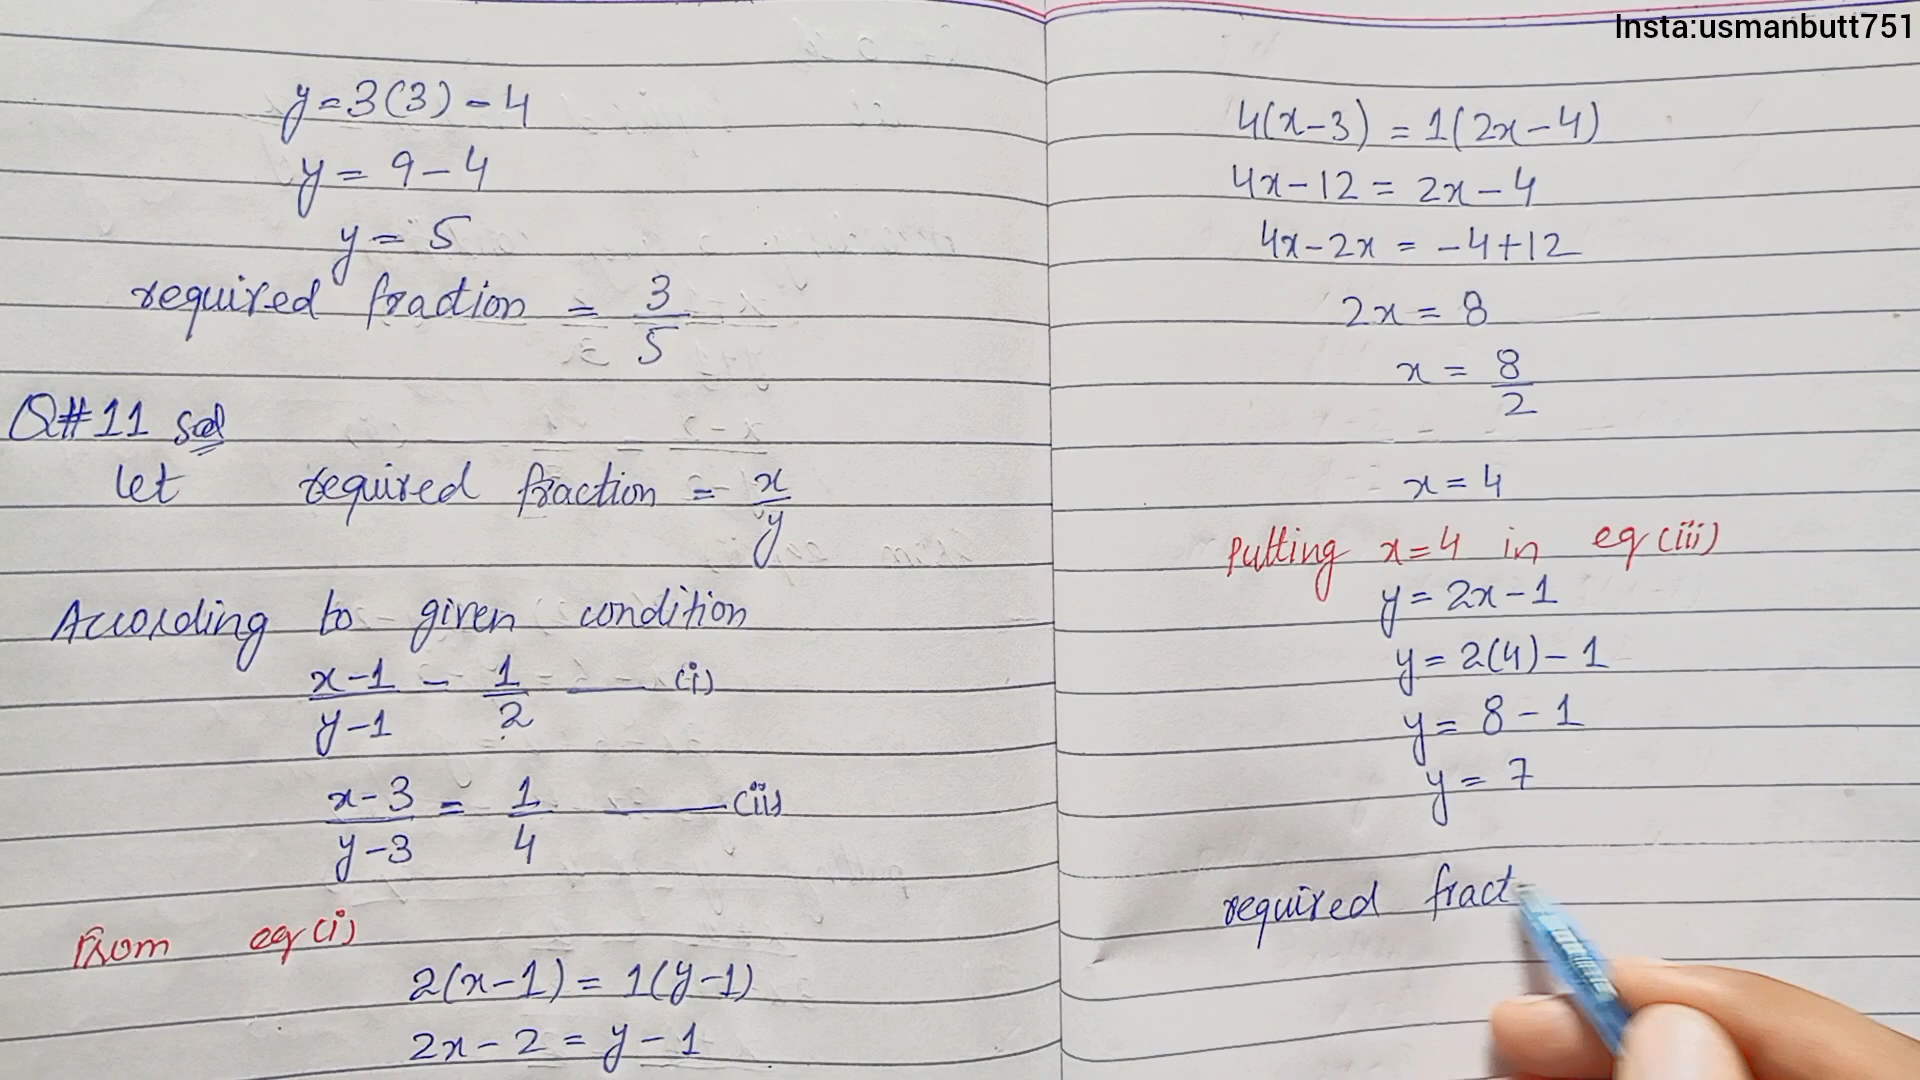 Insta:usmanbutt751
y=3(3)-4
y = 9-4
y = 5
required fraction = 3/5
Q#11 sol
let required fraction = x/y
According to given condition
x-1/y-1 - 1/2 — (i)
x-3/y-3 = 1/4 — (ii)
From eq(i)
2(x-1) = 1(y-1)
2x-2 = y-1
4(x-3) = 1(2x-4)
4x-12 = 2x-4
4x-2x = -4+12
2x = 8
x = 8/2
x = 4
Putting x=4 in eq(iii)
y = 2x-1
y = 2(4)-1
y = 8-1
y = 7
required fract